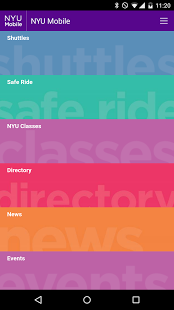 11:20
NYU
Mobile
NYU Mobile
Shuttles
shuttles
Safe Ride
safe ride
NYU Classes
classes
Directory
directory
News
news
Events
events